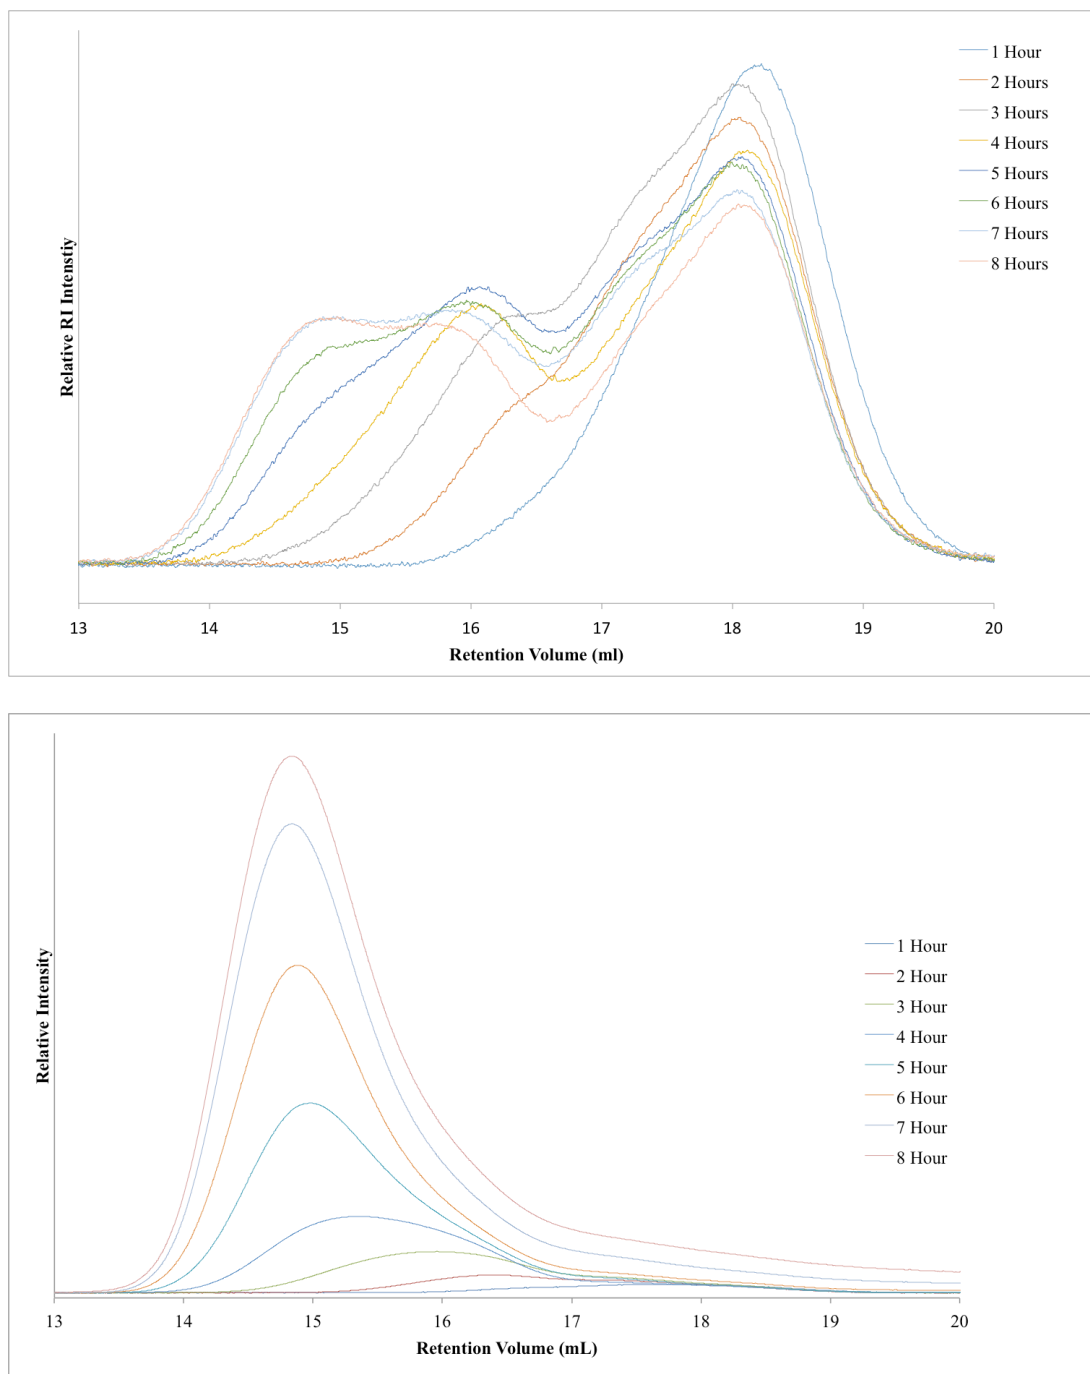 1 Hour
2 Hours
3 Hours
4 Hours
5 Hours
6 Hours
7 Hours
8 Hours
Relative RI Intenstiy
13 14 15 16 17 18 19 20
Retention Volume (ml)
1 Hour
2 Hour
3 Hour
4 Hour
5 Hour
6 Hour
7 Hour
8 Hour
Relative Intensity
13 14 15 16 17 18 19 20
Retention Volume (mL)